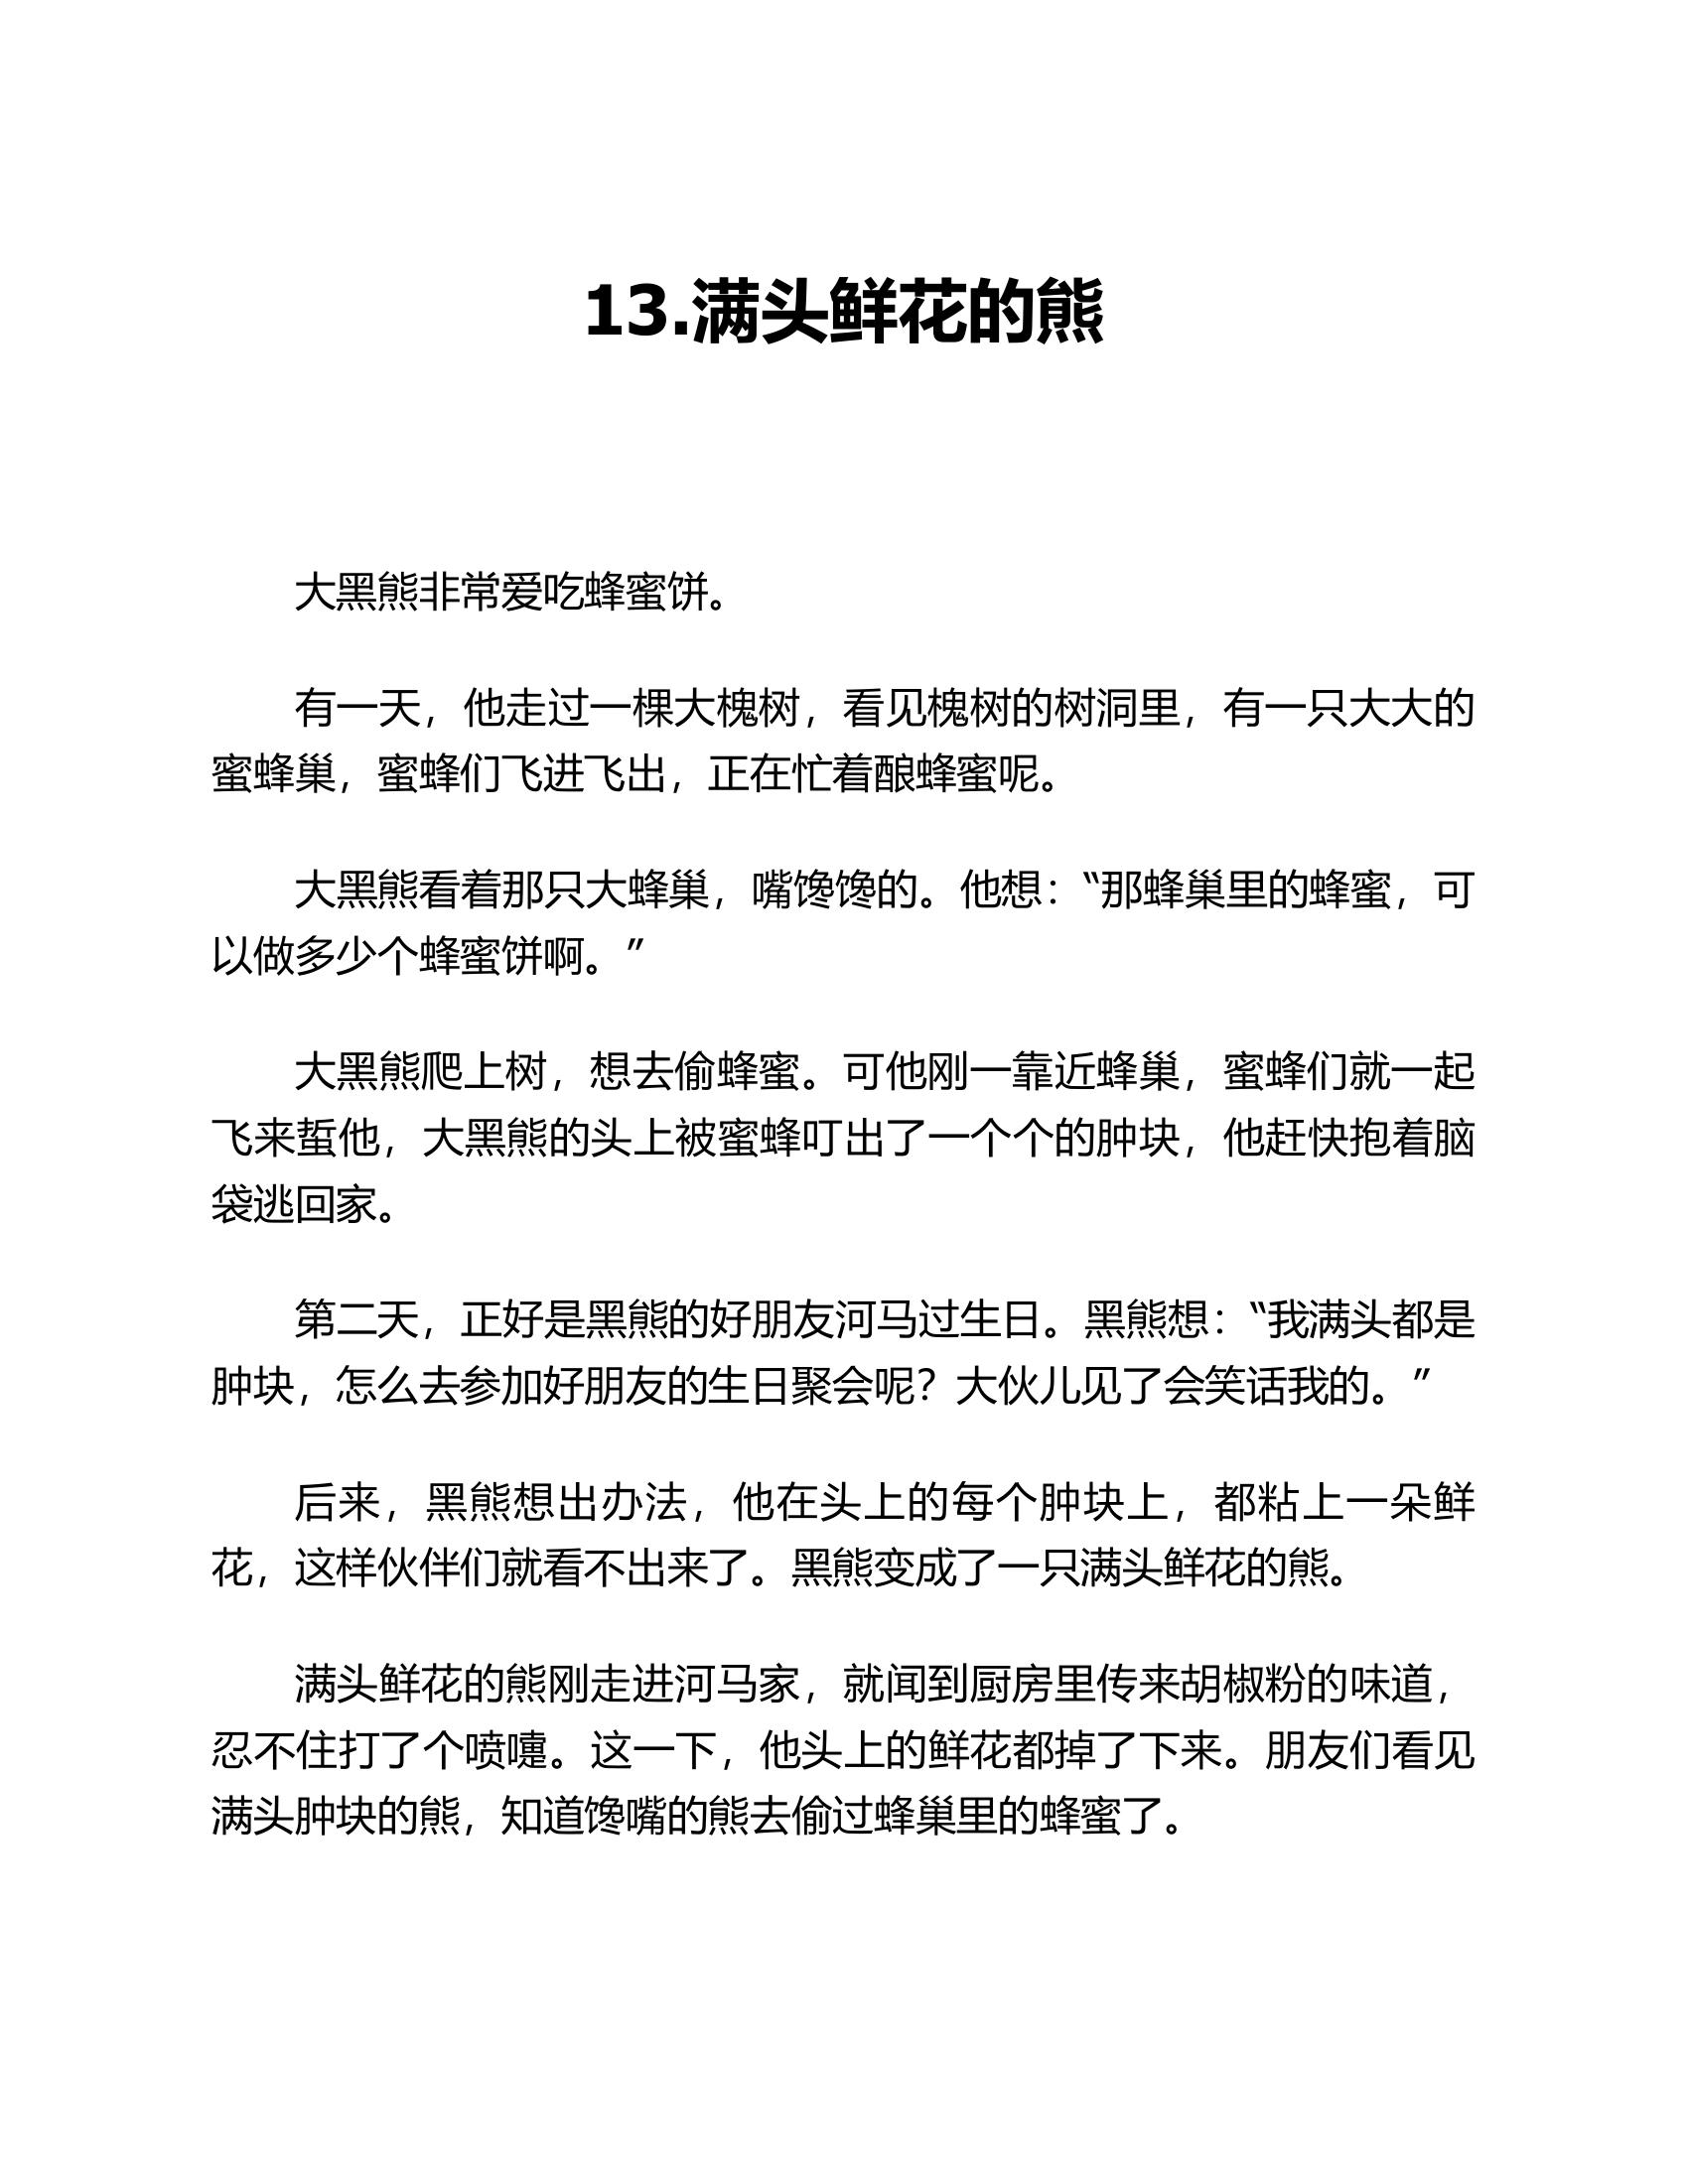 13.满头鲜花的熊
大黑熊非常爱吃蜂蜜饼。
有一天，他走过一棵大槐树，看见槐树的树洞里，有一只大大的
蜜蜂巢，蜜蜂们飞进飞出，正在忙着酿蜂蜜呢。
大黑熊看着那只大蜂巢，嘴馋馋的。他想：“那蜂巢里的蜂蜜，可
以做多少个蜂蜜饼啊。”
大黑熊爬上树，想去偷蜂蜜。可他刚一靠近蜂巢，蜜蜂们就一起
飞来蜇他，大黑熊的头上被蜜蜂叮出了一个个的肿块，他赶快抱着脑
袋逃回家。
第二天，正好是黑熊的好朋友河马过生日。黑熊想：“我满头都是
肿块，怎么去参加好朋友的生日聚会呢？大伙儿见了会笑话我的。”
后来，黑熊想出办法，他在头上的每个肿块上，都粘上一朵鲜
花，这样伙伴们就看不出来了。黑熊变成了一只满头鲜花的熊。
满头鲜花的熊刚走进河马家，就闻到厨房里传来胡椒粉的味道，
忍不住打了个喷嚏。这一下，他头上的鲜花都掉了下来。朋友们看见
满头肿块的熊，知道馋嘴的熊去偷过蜂巢里的蜂蜜了。